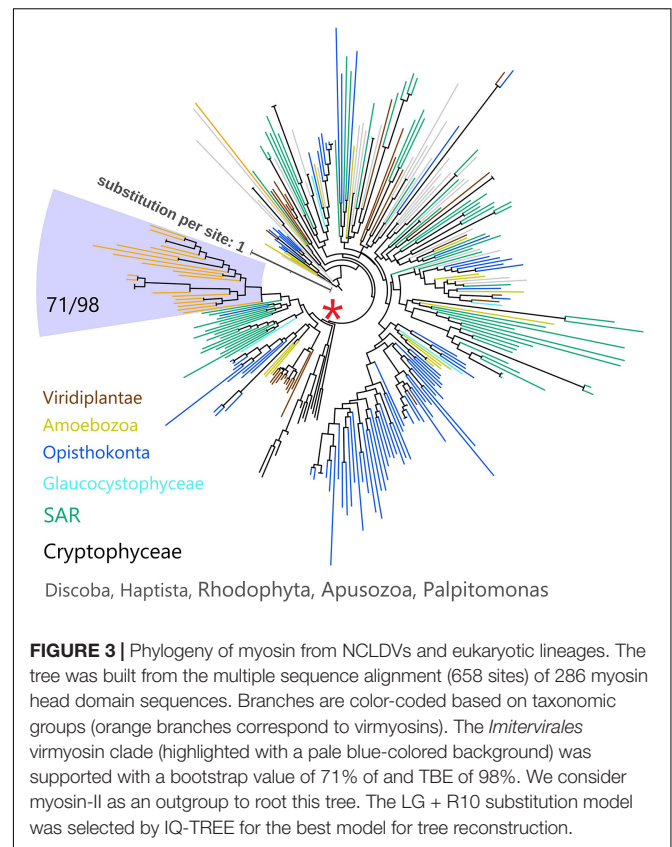 substitution per site: 1
*
71/98
Viridiplantae
Amoebozoa
Opisthokonta
Glaucocystophyceae
SAR
Cryptophyceae
Discoba, Haptista, Rhodophyta, Apusozoa, Palpitomonas
FIGURE 3 | Phylogeny of myosin from NCLDVs and eukaryotic lineages. The
tree was built from the multiple sequence alignment (658 sites) of 286 myosin
head domain sequences. Branches are color-coded based on taxonomic
groups (orange branches correspond to virmyosins). The Imitervirales
virmyosin clade (highlighted with a pale blue-colored background) was
supported with a bootstrap value of 71% of and TBE of 98%. We consider
myosin-II as an outgroup to root this tree. The LG + R10 substitution model
was selected by IQ-TREE for the best model for tree reconstruction.